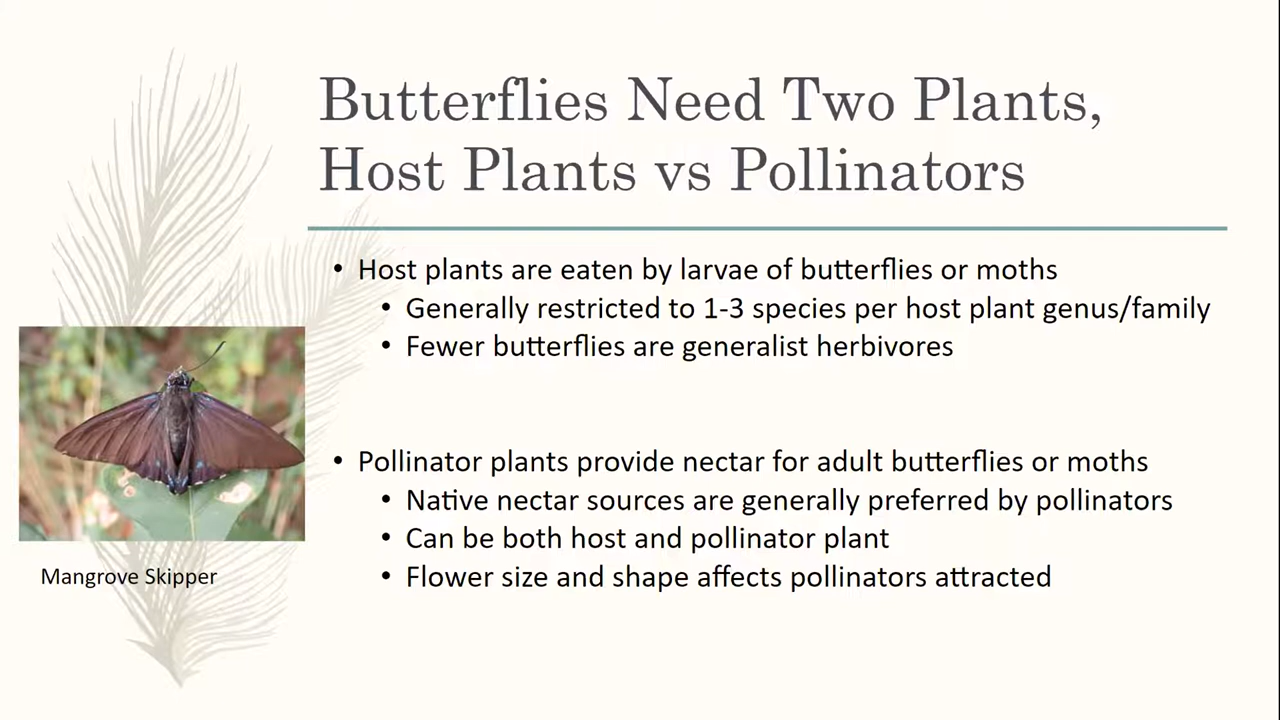 Butterflies Need Two Plants,
Host Plants vs Pollinators
• Host plants are eaten by larvae of butterflies or moths
• Generally restricted to 1-3 species per host plant genus/family
• Fewer butterflies are generalist herbivores
• Pollinator plants provide nectar for adult butterflies or moths
• Native nectar sources are generally preferred by pollinators
• Can be both host and pollinator plant
• Flower size and shape affects pollinators attracted
Mangrove Skipper